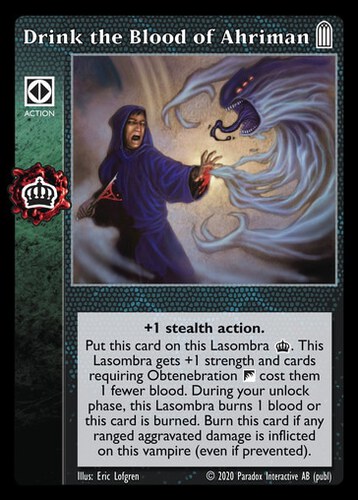 Drink the Blood of Ahriman
ACTION
+1 stealth action.
Put this card on this Lasombra . This
Lasombra gets +1 strength and cards
requiring Obtenebration cost them
1 fewer blood. During your unlock
phase, this Lasombra burns 1 blood or
this card is burned. Burn this card if any
ranged aggravated damage is inflicted
on this vampire (even if prevented).
Illus: Eric Lofgren © 2020 Paradox Interactive AB (publ)